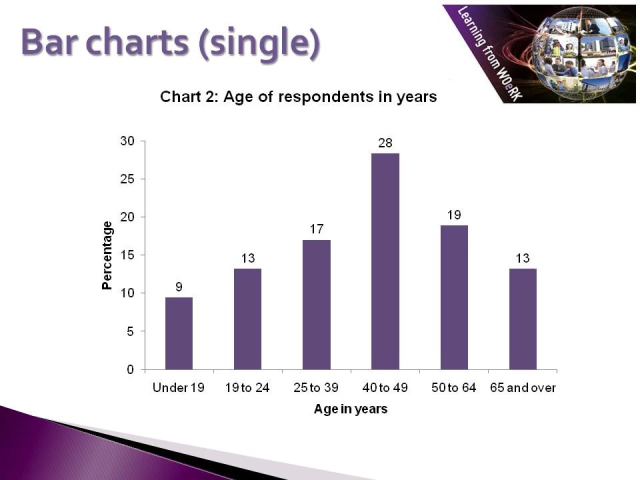 Bar charts (single)
Learning from WOeRK
Chart 2: Age of respondents in years
30
25
20
15
10
5
0
Percentage
9
13
17
28
19
13
Under 19
19 to 24
25 to 39
40 to 49
50 to 64
65 and over
Age in years